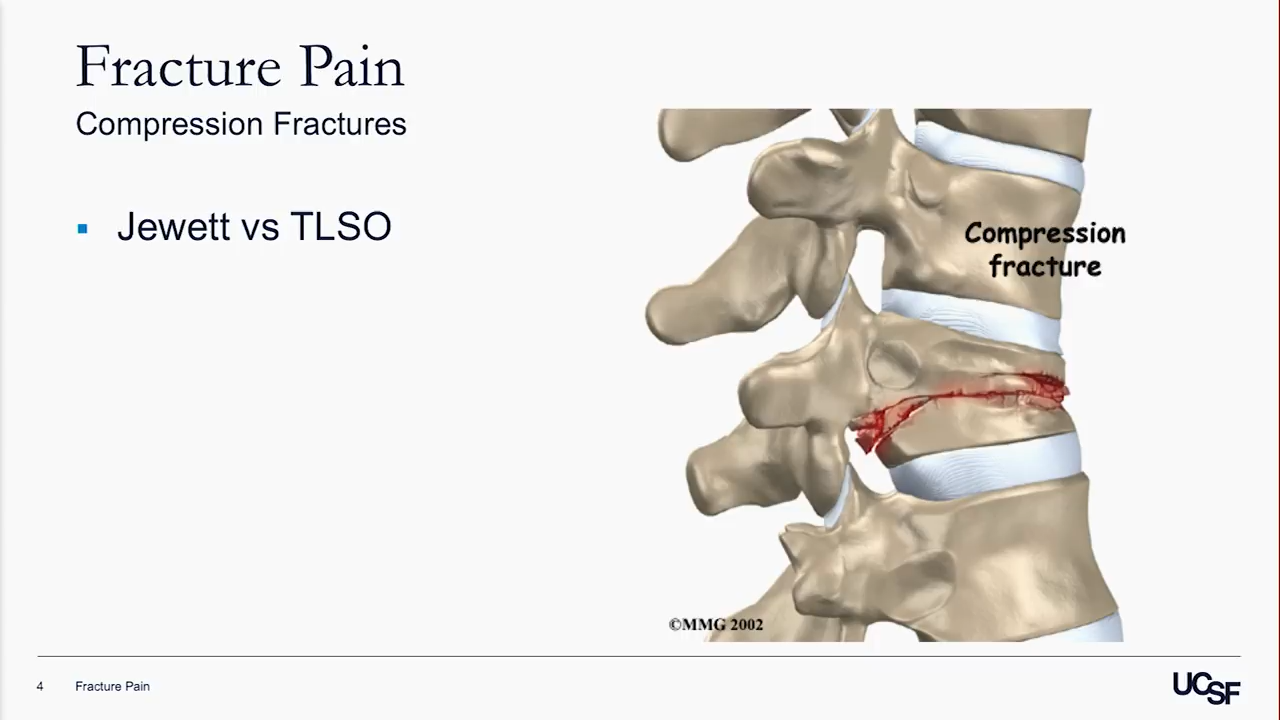 Fracture Pain
Compression Fractures
▪ Jewett vs TLSO
Compression
fracture
©MMG 2002
4 Fracture Pain
UCSF